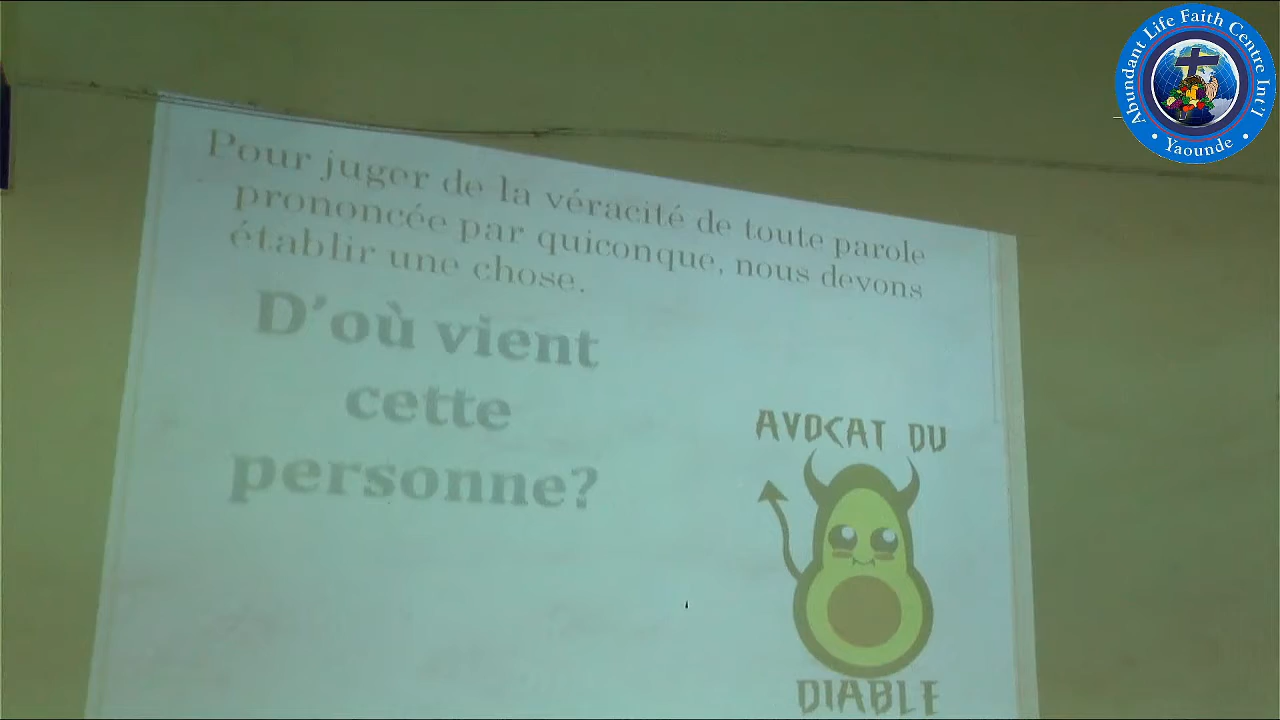 Pour juger de la véracité de toute parole
prononcée par quiconque, nous devons
établir une chose.
D'où vient
cette
personne?
AVOCAT DU
DIABLE
Abundant Life Faith Centre Int'l
• Yaounde •